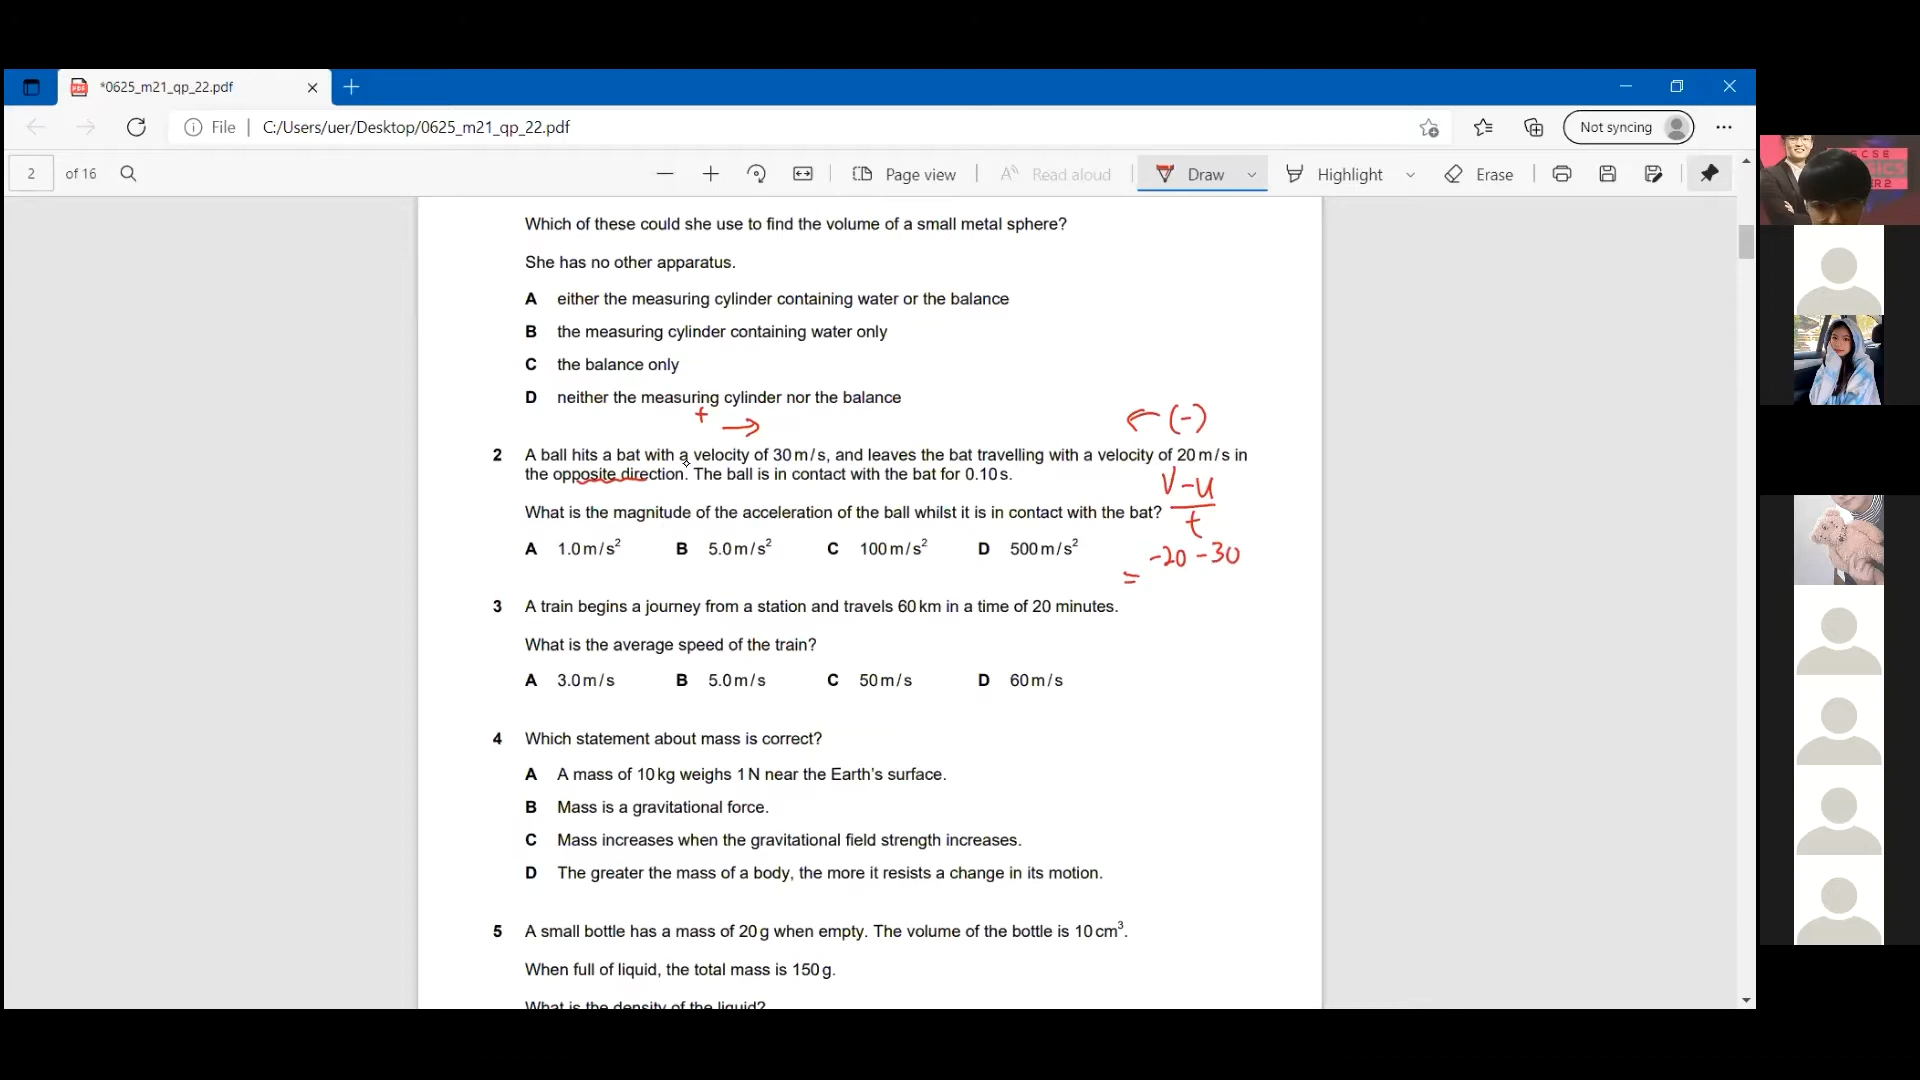 *0625_m21_qp_22.pdf
File
C:/Users/uer/Desktop/0625_m21_qp_22.pdf
Not syncing
2 of 16
Page view
Read aloud
Draw
Highlight
Erase
Which of these could she use to find the volume of a small metal sphere?
She has no other apparatus.
A either the measuring cylinder containing water or the balance
B the measuring cylinder containing water only
C the balance only
D neither the measuring cylinder nor the balance
+ → ← (-)
2 A ball hits a bat with a velocity of 30 m/s, and leaves the bat travelling with a velocity of 20 m/s in
the opposite direction. The ball is in contact with the bat for 0.10 s.
V-u
What is the magnitude of the acceleration of the ball whilst it is in contact with the bat?
t
A 1.0 m/s² B 5.0 m/s² C 100 m/s² D 500 m/s²
= -20 -30
3 A train begins a journey from a station and travels 60 km in a time of 20 minutes.
What is the average speed of the train?
A 3.0 m/s B 5.0 m/s C 50 m/s D 60 m/s
4 Which statement about mass is correct?
A A mass of 10 kg weighs 1 N near the Earth's surface.
B Mass is a gravitational force.
C Mass increases when the gravitational field strength increases.
D The greater the mass of a body, the more it resists a change in its motion.
5 A small bottle has a mass of 20 g when empty. The volume of the bottle is 10 cm³.
When full of liquid, the total mass is 150 g.
What is the density of the liquid?